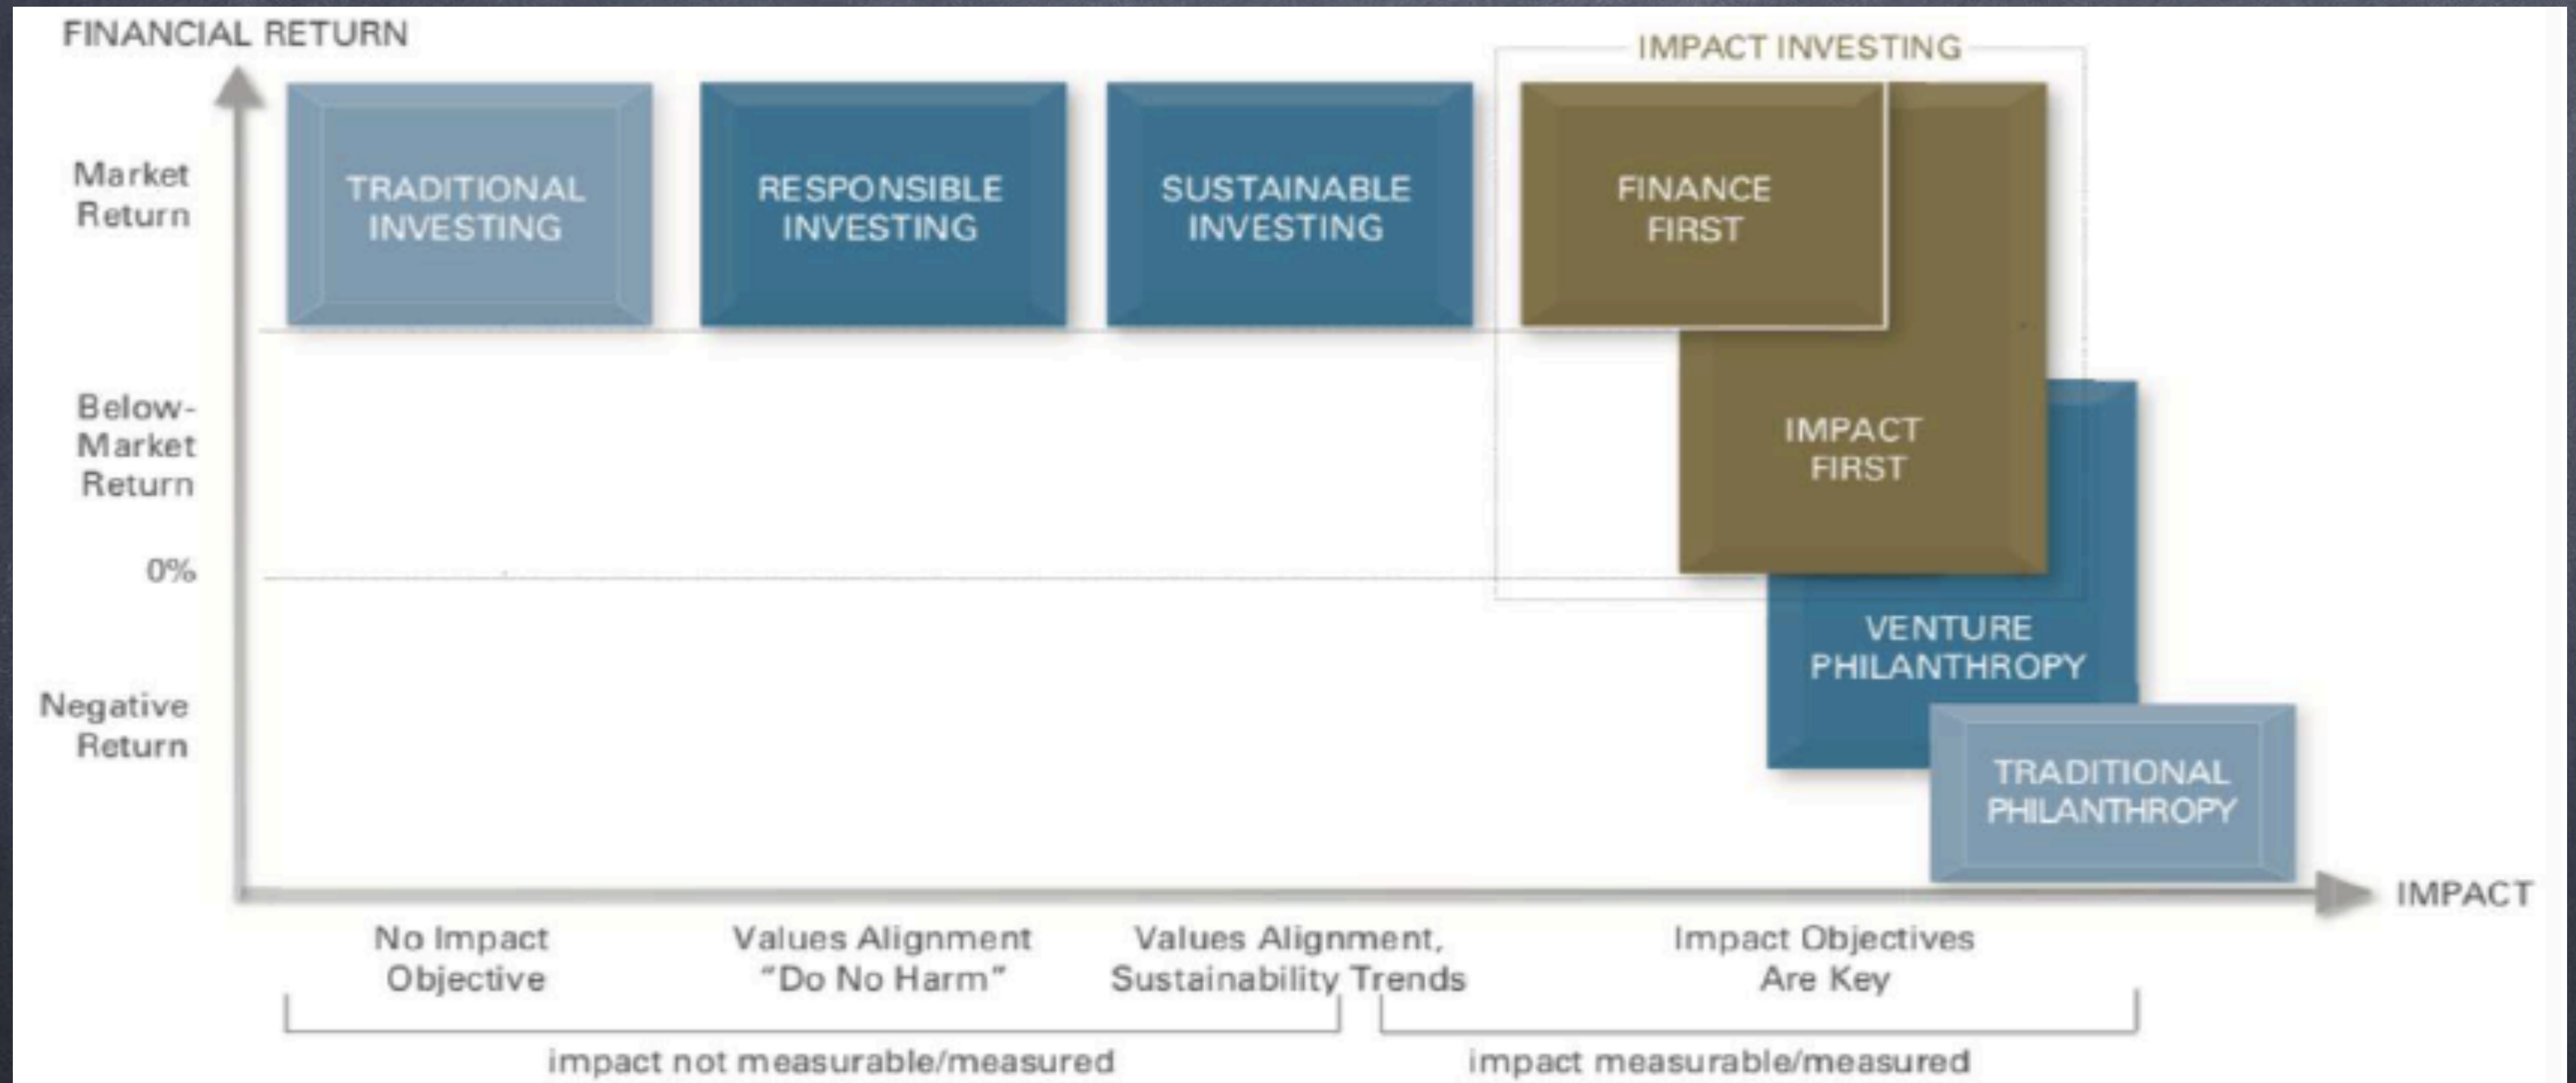 FINANCIAL RETURN
IMPACT INVESTING
Market
Return
TRADITIONAL
INVESTING
RESPONSIBLE
INVESTING
SUSTAINABLE
INVESTING
FINANCE
FIRST
Below-
Market
Return
IMPACT
FIRST
0%
VENTURE
PHILANTHROPY
Negative
Return
TRADITIONAL
PHILANTHROPY
IMPACT
No Impact
Objective
Values Alignment
“Do No Harm”
Values Alignment,
Sustainability Trends
Impact Objectives
Are Key
impact not measurable/measured
impact measurable/measured